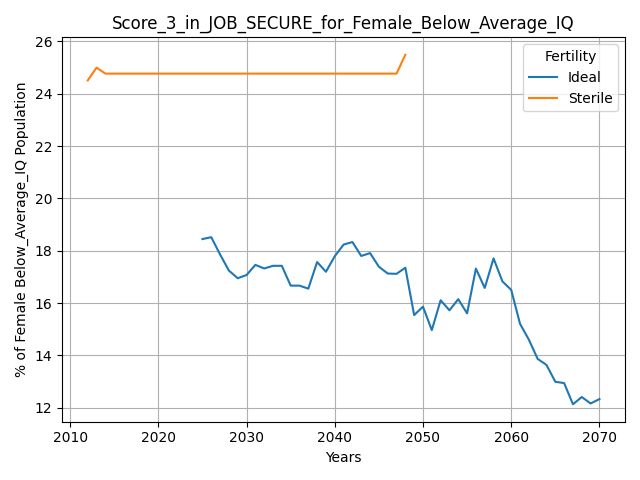 Score_3_in_JOB_SECURE_for_Female_Below_Average_IQ
% of Female Below_Average_IQ Population
26
24
22
20
18
16
14
12
Fertility
Ideal
Sterile
2010 2020 2030 2040 2050 2060 2070
Years